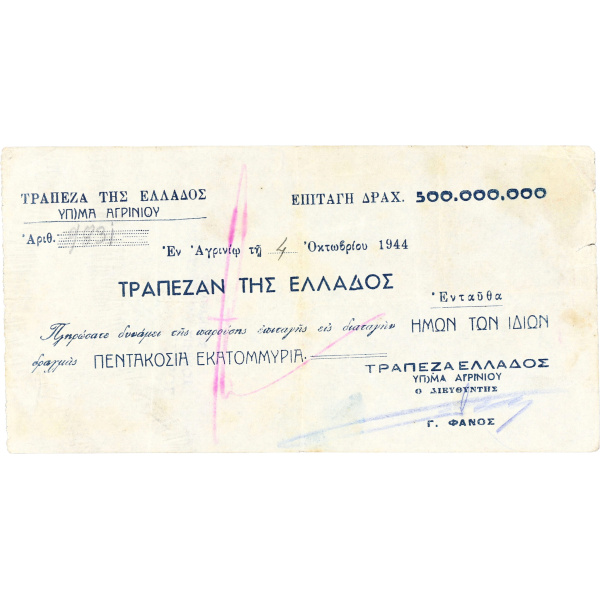 ΤΡΑΠΕΖΑ ΤΗΣ ΕΛΛΑΔΟΣ
ΥΠ)ΜΑ ΑΓΡΙΝΙΟΥ
ΕΠΙΤΑΓΗ ΔΡΑΧ. 500.000.000
Ἀριθ.
Ἐν Ἀγρινίῳ τῇ 4 Ὀκτωβρίου 1944
ΤΡΑΠΕΖΑΝ ΤΗΣ ΕΛΛΑΔΟΣ
Ἐνταῦθα
Πληρώσατε δυνάμει τῆς παρούσης ἐπιταγῆς εἰς διαταγὴν ΗΜΩΝ ΤΩΝ ΙΔΙΩΝ
δραχμὰς ΠΕΝΤΑΚΟΣΙΑ ΕΚΑΤΟΜΜΥΡΙΑ.
ΤΡΑΠΕΖΑ ΕΛΛΑΔΟΣ
ΥΠ)ΜΑ ΑΓΡΙΝΙΟΥ
Ο ΔΙΕΥΘΥΝΤΗΣ
Γ. ΦΑΝΟΣ